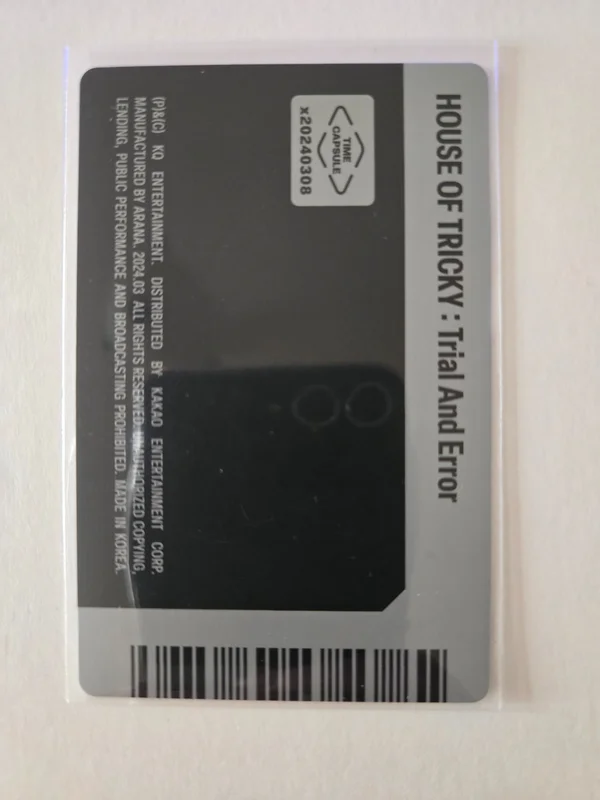 HOUSE OF TRICKY : Trial And Error
TIME
CAPSULE
x20240308
(P)&(C) KQ ENTERTAINMENT. DISTRIBUTED BY KAKAO ENTERTAINMENT CORP.
MANUFACTURED BY ARANA. 2024.03 ALL RIGHTS RESERVED. UNAUTHORIZED COPYING,
LENDING, PUBLIC PERFORMANCE AND BROADCASTING PROHIBITED. MADE IN KOREA.